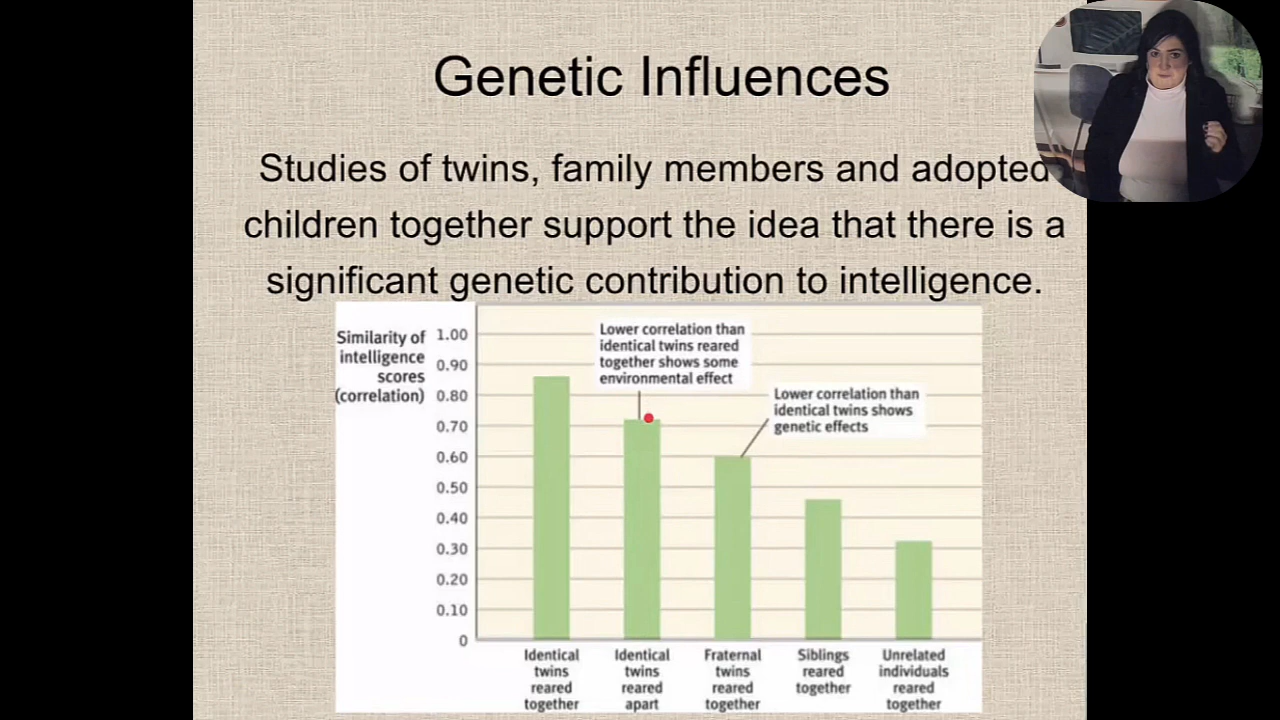 Genetic Influences
Studies of twins, family members and adopted
children together support the idea that there is a
significant genetic contribution to intelligence.
Similarity of
intelligence
scores
(correlation)
1.00
0.90
0.80
0.70
0.60
0.50
0.40
0.30
0.20
0.10
0
Lower correlation than
identical twins reared
together shows some
environmental effect
Lower correlation than
identical twins shows
genetic effects
Identical
twins
reared
together
Identical
twins
reared
apart
Fraternal
twins
reared
together
Siblings
reared
together
Unrelated
individuals
reared
together